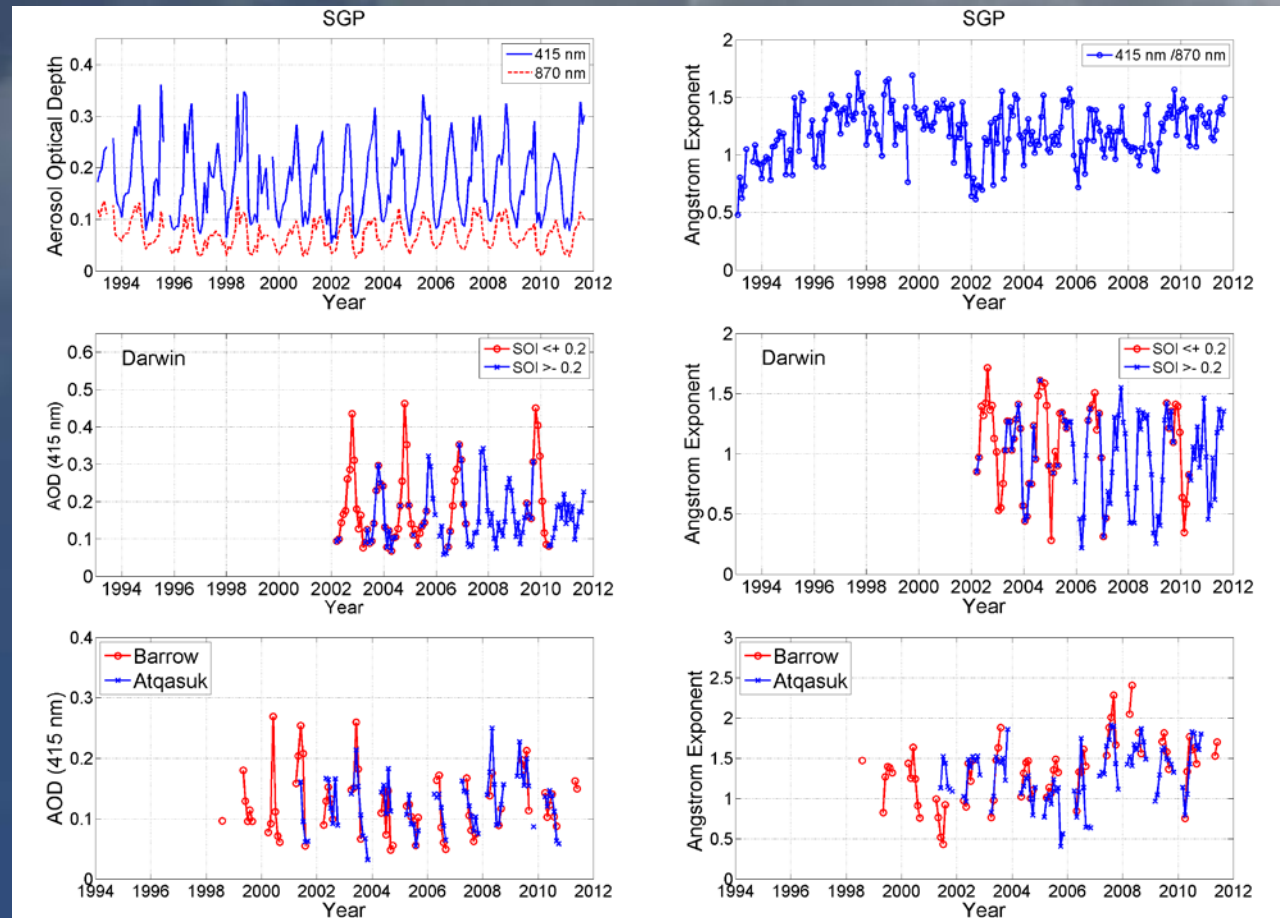 SGP
415 nm
870 nm
Aerosol Optical Depth
0.4
0.3
0.2
0.1
0
1994 1996 1998 2000 2002 2004 2006 2008 2010 2012
Year
SGP
415 nm /870 nm
Angstrom Exponent
2
1.5
1
0.5
0
1994 1996 1998 2000 2002 2004 2006 2008 2010 2012
Year
Darwin
SOI <+ 0.2
SOI >- 0.2
AOD (415 nm)
0.6
0.5
0.4
0.3
0.2
0.1
0
1994 1996 1998 2000 2002 2004 2006 2008 2010 2012
Year
Darwin
SOI <+ 0.2
SOI >- 0.2
Angstrom Exponent
2
1.5
1
0.5
0
1994 1996 1998 2000 2002 2004 2006 2008 2010 2012
Year
Barrow
Atqasuk
AOD (415 nm)
0.4
0.3
0.2
0.1
0
1994 1996 1998 2000 2002 2004 2006 2008 2010 2012
Year
Barrow
Atqasuk
Angstrom Exponent
3
2.5
2
1.5
1
0.5
0
1994 1996 1998 2000 2002 2004 2006 2008 2010 2012
Year